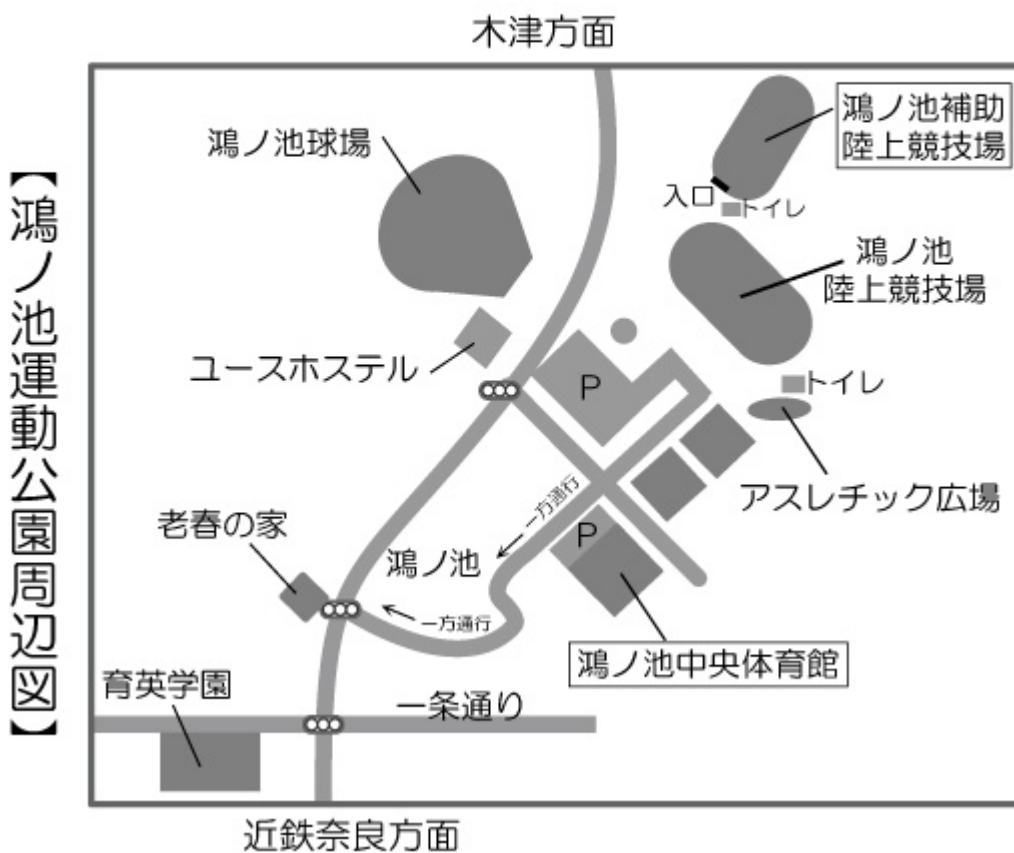 木津方面
【鴻ノ池運動公園周辺図】
鴻ノ池球場
鴻ノ池補助
陸上競技場
入口
トイレ
鴻ノ池
陸上競技場
ユースホステル
P
トイレ
アスレチック広場
一方通行
老春の家
P
鴻ノ池
一方通行
鴻ノ池中央体育館
育英学園
一条通り
近鉄奈良方面